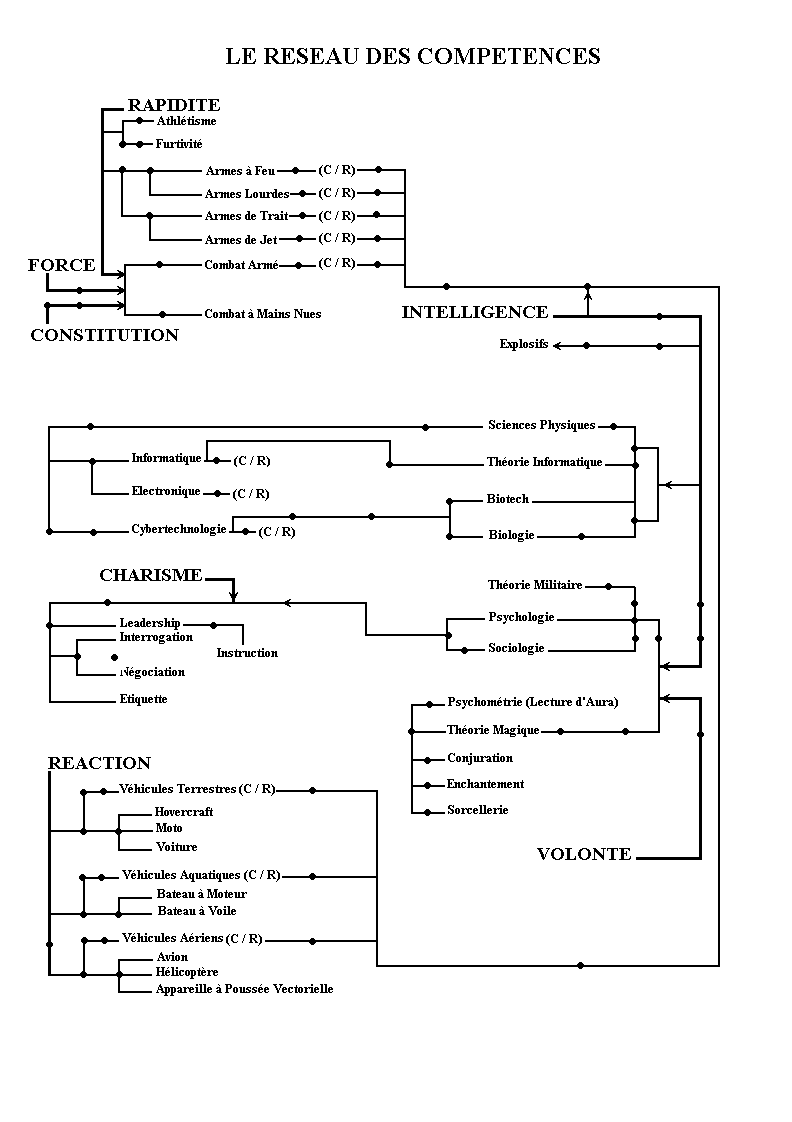 LE RESEAU DES COMPETENCES
RAPIDITE
Athlétisme
Furtivité
Armes à Feu (C / R)
Armes Lourdes (C / R)
Armes de Trait (C / R)
Armes de Jet (C / R)
FORCE
Combat Armé (C / R)
CONSTITUTION
Combat à Mains Nues
INTELLIGENCE
Explosifs
Sciences Physiques
Informatique (C / R)
Théorie Informatique
Electronique (C / R)
Biotech
Cybertechnologie (C / R)
Biologie
CHARISME
Théorie Militaire
Leadership
Psychologie
Interrogation
Instruction
Sociologie
Négociation
Etiquette
Psychométrie (Lecture d'Aura)
Théorie Magique
Conjuration
Enchantement
Sorcellerie
REACTION
Véhicules Terrestres (C / R)
Hovercraft
Moto
Voiture
VOLONTE
Véhicules Aquatiques (C / R)
Bateau à Moteur
Bateau à Voile
Véhicules Aériens (C / R)
Avion
Hélicoptère
Appareille à Poussée Vectorielle